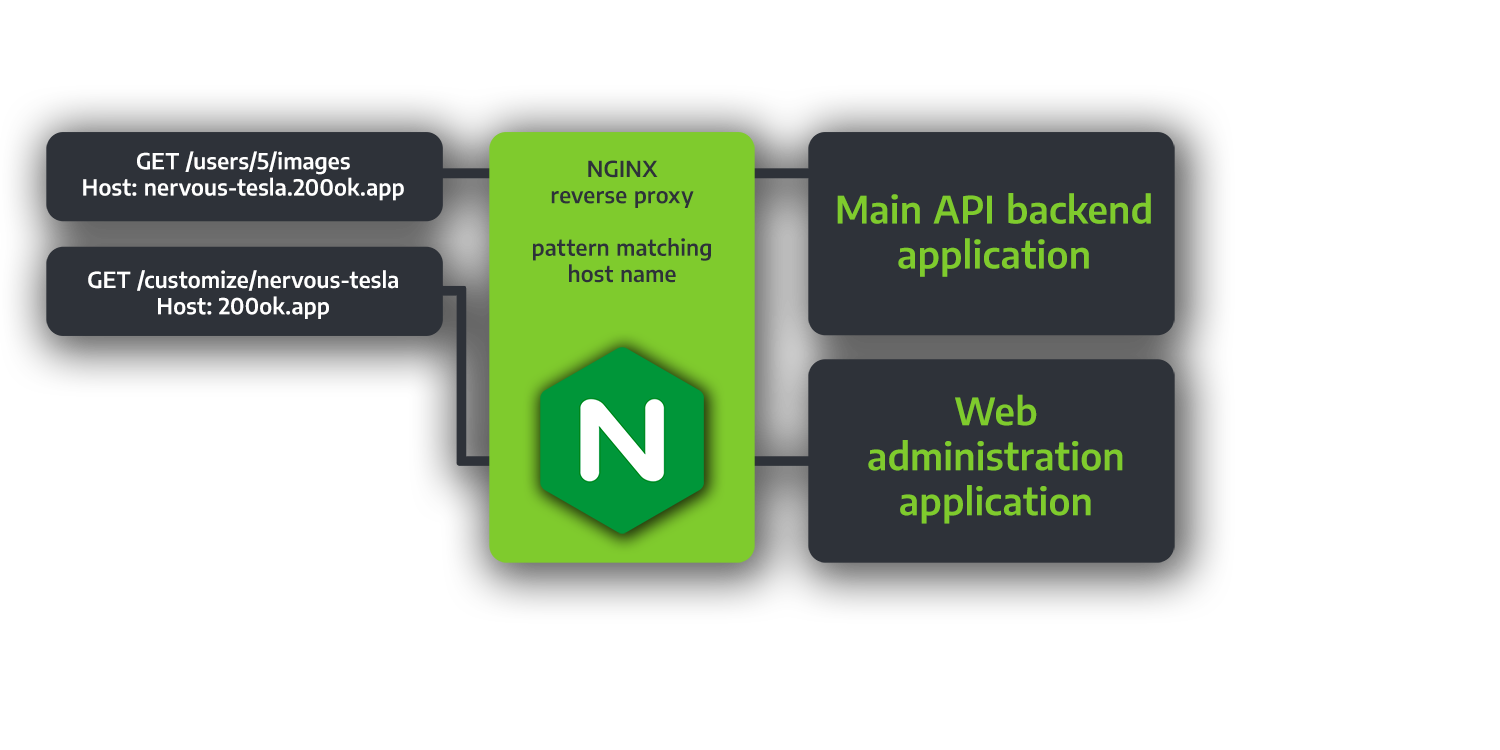 GET /users/5/images
Host: nervous-tesla.200ok.app
GET /customize/nervous-tesla
Host: 200ok.app
NGINX
reverse proxy
pattern matching
host name
N
Main API backend
application
Web
administration
application